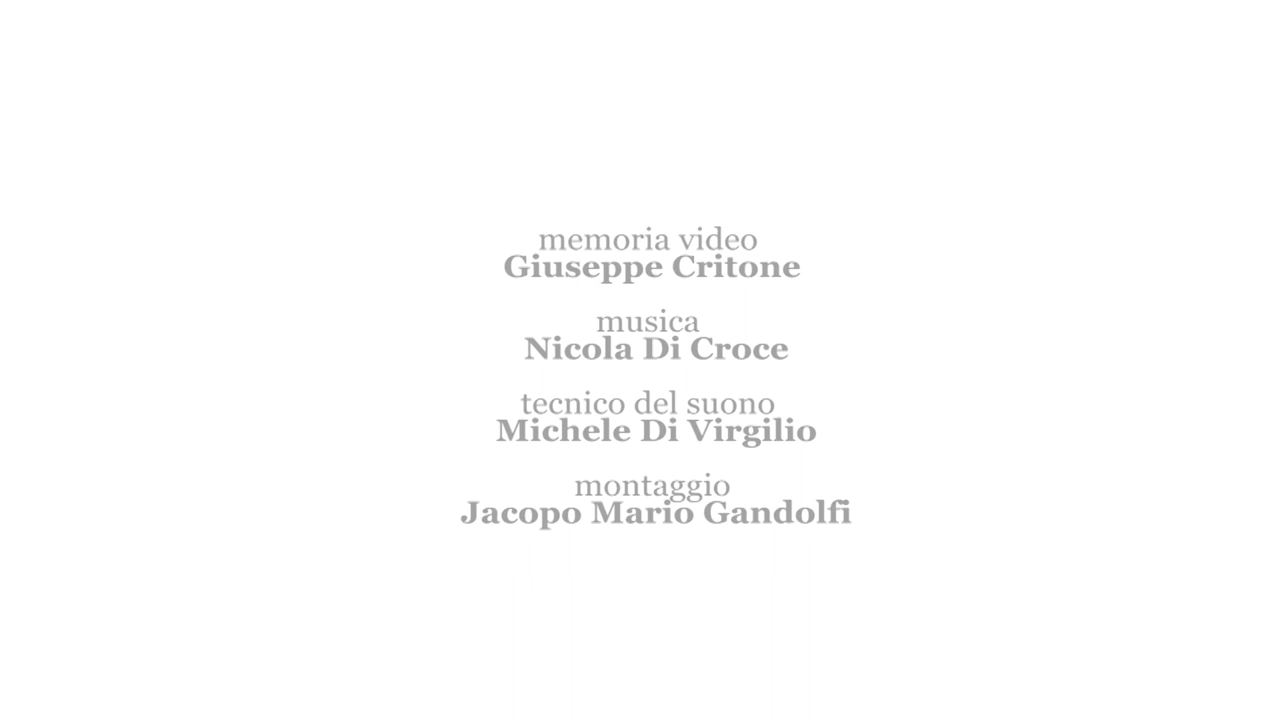 memoria video
Giuseppe Critone
musica
Nicola Di Croce
tecnico del suono
Michele Di Virgilio
montaggio
Jacopo Mario Gandolfi